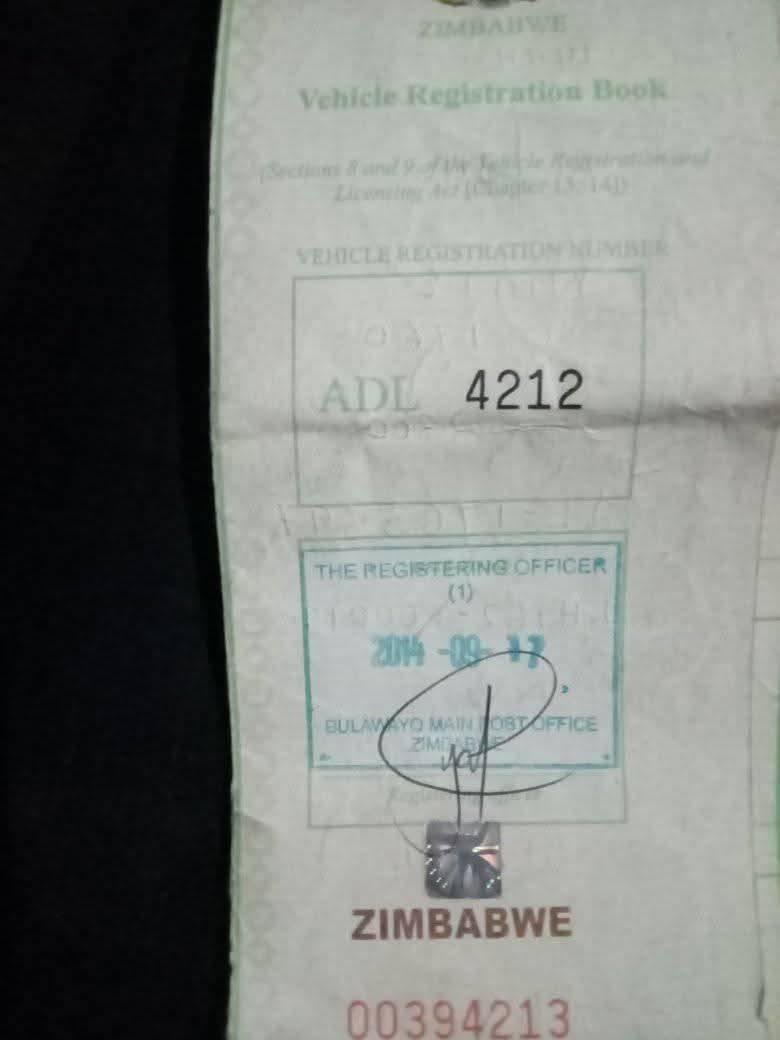 ZIMBABWE
Vehicle Registration Book
(Sections 8 and 9 of the Vehicle Registration and
Licencing Act [Chapter 13:14])
VEHICLE REGISTRATION NUMBER
ADL 4212
THE REGISTERING OFFICER
(1)
2014 -09- 17
BULAWAYO MAIN POST OFFICE
ZIMBABWE
ZIMBABWE
00394213